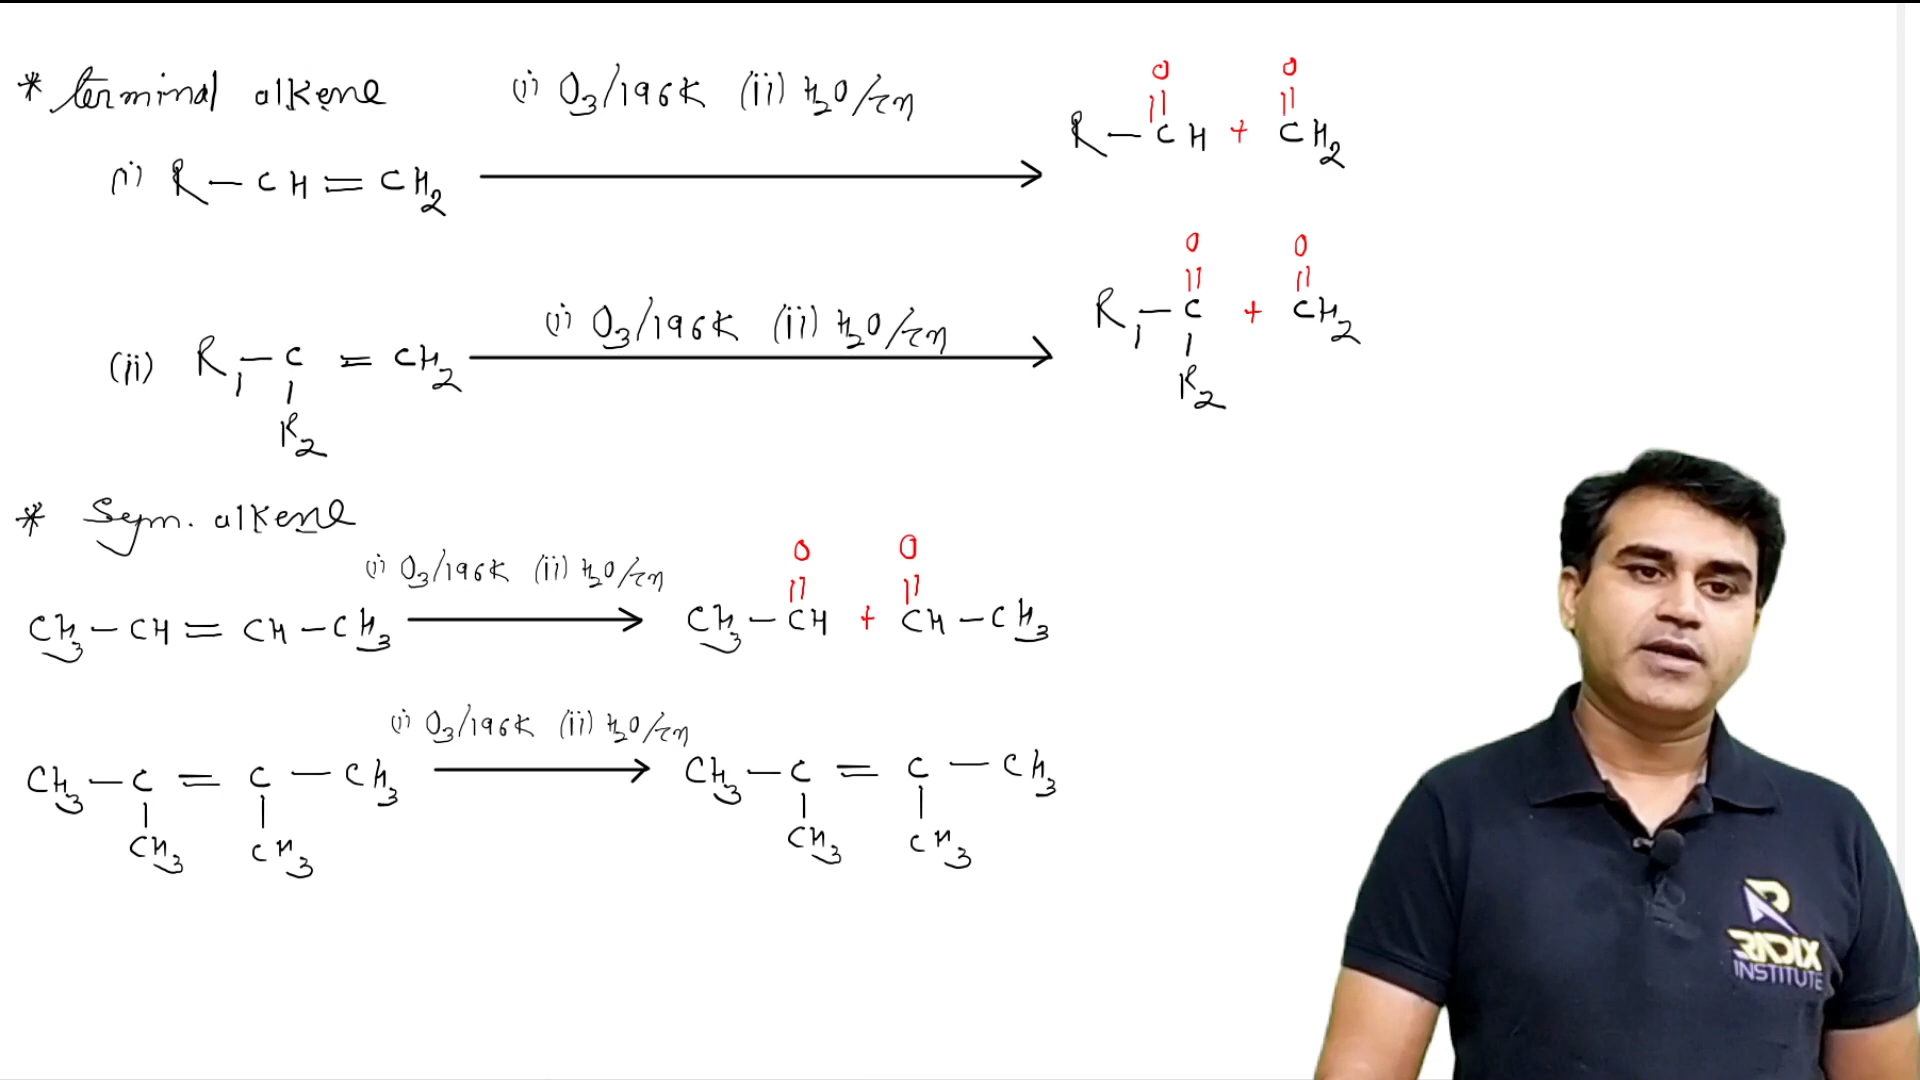 * terminal alkene (i) O3/196K (ii) H2O/Zn
O O
|| ||
R — CH + CH2
(i) R — CH = CH2
O O
|| ||
(i) O3/196K (ii) H2O/Zn R1 — C + CH2
(ii) R1 — C = CH2 R2
R2
* Sym. alkene
(i) O3/196K (ii) H2O/Zn O O
|| ||
CH3 — CH = CH — CH3 CH3 — CH + CH — CH3
(i) O3/196K (ii) H2O/Zn
CH3 — C = C — CH3 CH3 — C = C — CH3
CH3 CH3 CH3 CH3
RADIX
INSTITUTE